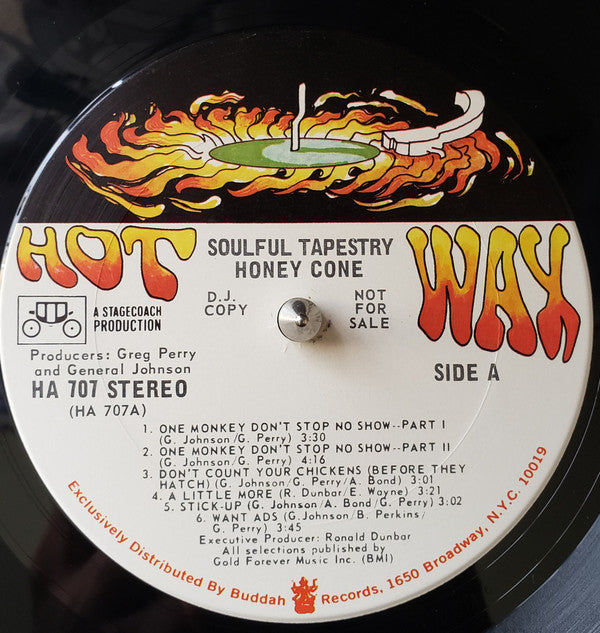 HOT
WAX
SOULFUL TAPESTRY
HONEY CONE
D.J.
COPY
NOT
FOR
SALE
A STAGECOACH
PRODUCTION
Producers: Greg Perry
and General Johnson
HA 707 STEREO
(HA 707A)
SIDE A
1. ONE MONKEY DON'T STOP NO SHOW--PART I
(G. Johnson/G. Perry) 3:30
2. ONE MONKEY DON'T STOP NO SHOW--PART II
(G. Johnson/G. Perry) 4:16
3. DON'T COUNT YOUR CHICKENS (BEFORE THEY
HATCH) (G. Johnson/G. Perry/A. Bond) 3:01
4. A LITTLE MORE (R. Dunbar/E. Wayne) 3:21
5. STICK-UP (G. Johnson/A. Bond/G. Perry) 3:02
6. WANT ADS (G.Johnson/B. Perkins/
G. Perry) 3:45
Executive Producer: Ronald Dunbar
All selections published by
Gold Forever Music Inc. (BMI)
Exclusively Distributed By Buddah Records, 1650 Broadway, N.Y.C. 10019